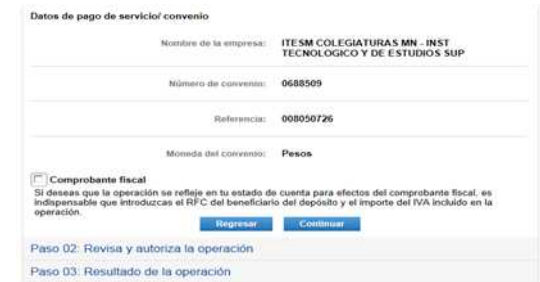 Datos de pago de servicio/ convenio
Nombre de la empresa: ITESM COLEGIATURAS MN - INST
TECNOLOGICO Y DE ESTUDIOS SUP
Número de convenio: 0688509
Referencia: 008050726
Moneda del convenio: Pesos
Comprobante fiscal
Si deseas que la operación se refleje en tu estado de cuenta para efectos del comprobante fiscal, es
indispensable que introduzcas el RFC del beneficiario del depósito y el importe del IVA incluido en la
operación.
Regresar Continuar
Paso 02: Revisa y autoriza la operación
Paso 03: Resultado de la operación